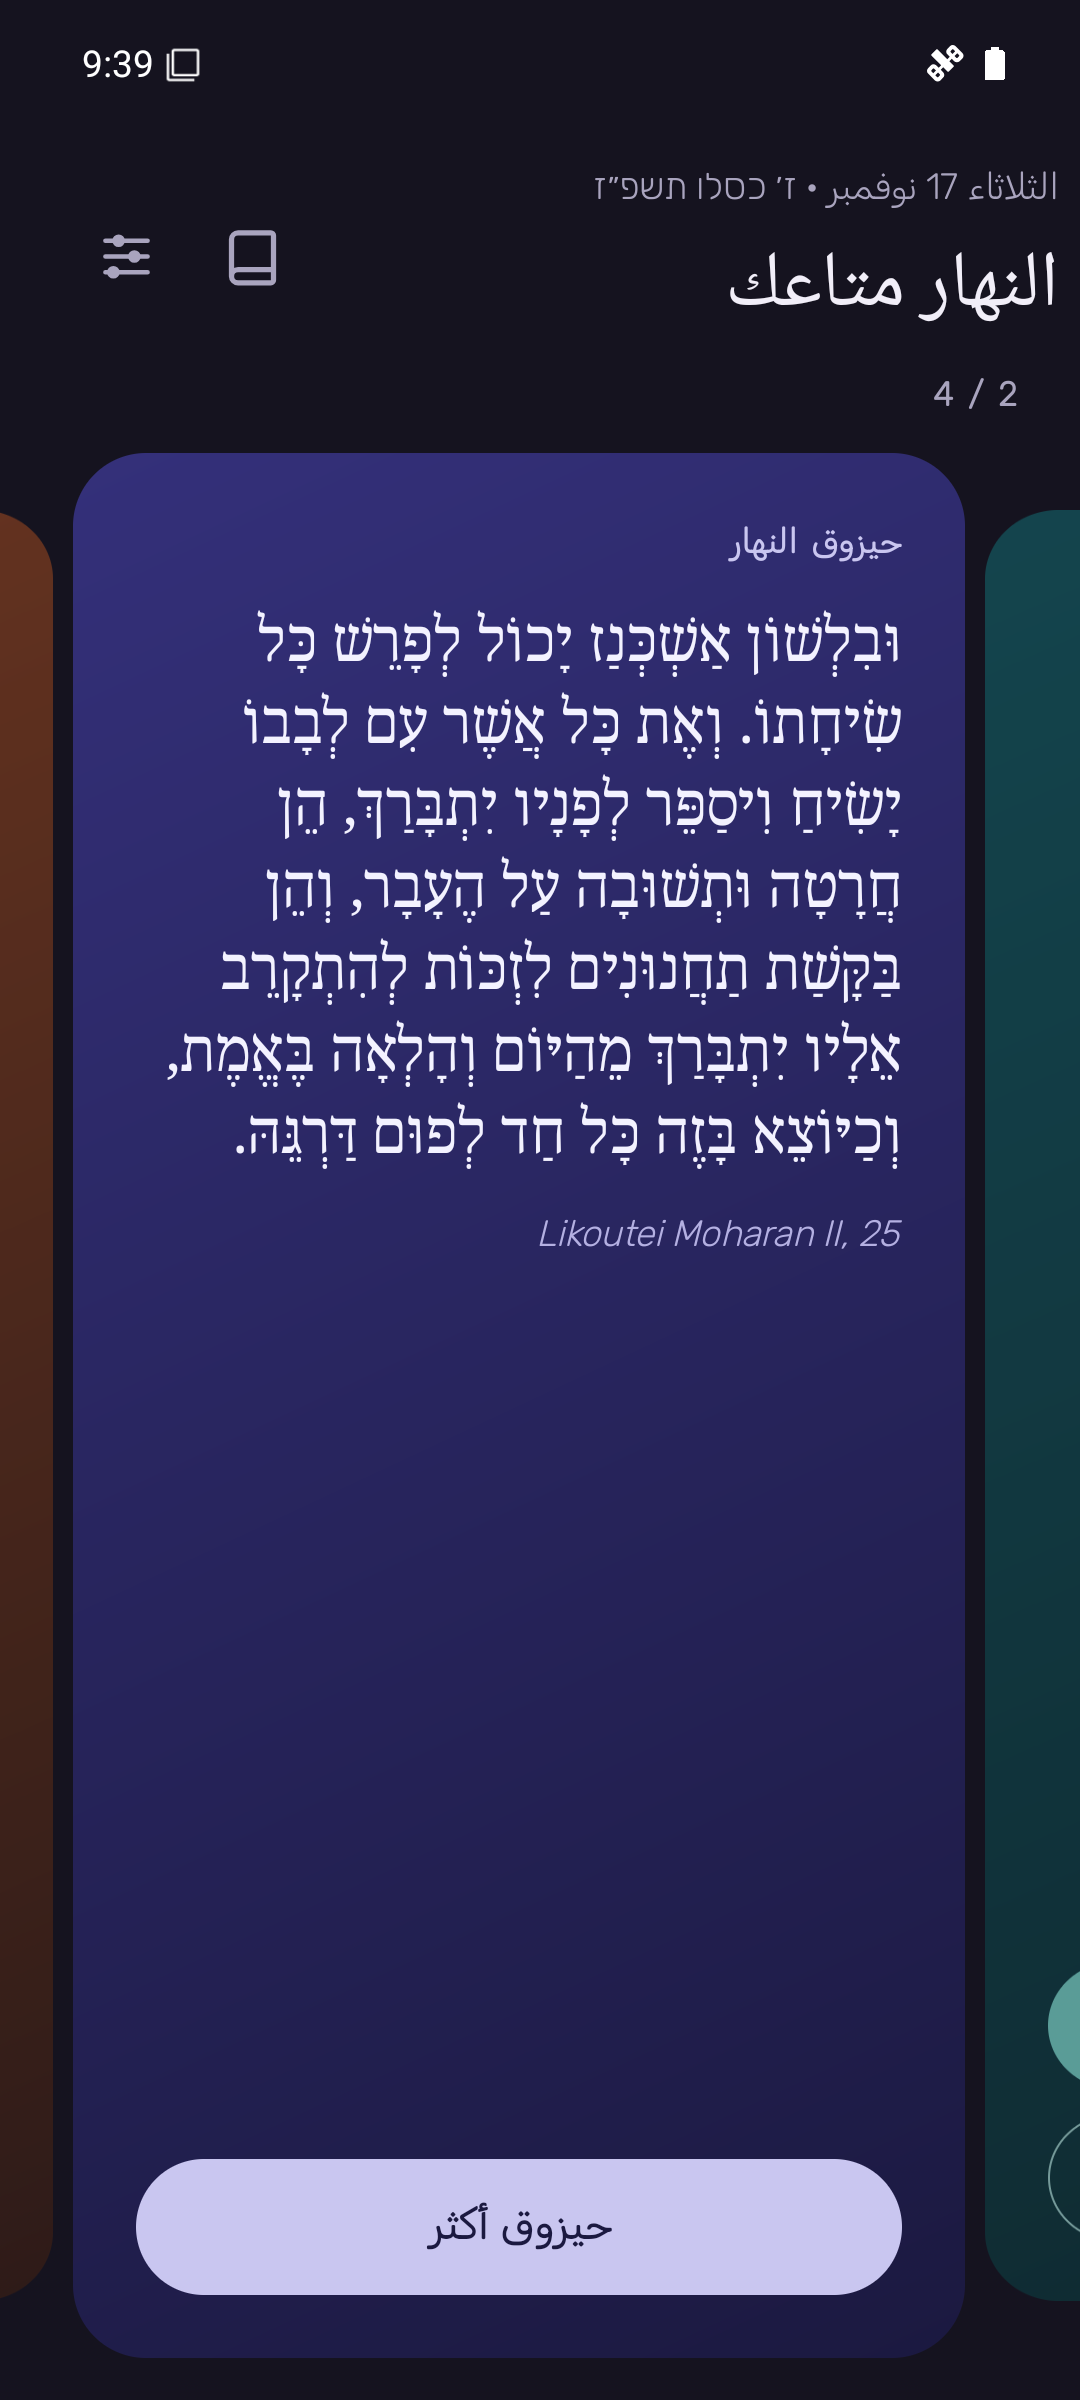 9:39
الثلاثاء 17 نوفمبر • ז׳ כסלו תשפ״ז
النهار متاعك
2 / 4
حيزوق النهار
וּבִלְשׁוֹן אַשְׁכְּנַז יָכוֹל לְפָרֵשׁ כָּל
שִׂיחָתוֹ. וְאֶת כָּל אֲשֶׁר עִם לְבָבוֹ
יָשִׂיחַ וִיסַפֵּר לְפָנָיו יִתְבָּרַךְ, הֵן
חֲרָטָה וּתְשׁוּבָה עַל הֶעָבָר, וְהֵן
בַּקָּשַׁת תַּחֲנוּנִים לִזְכּוֹת לְהִתְקָרֵב
אֵלָיו יִתְבָּרַךְ מֵהַיּוֹם וְהָלְאָה בֶּאֱמֶת,
וְכַיּוֹצֵא בָּזֶה כָּל חַד לְפוּם דַּרְגֵּהּ.
Likoutei Moharan II, 25
حيزوق أكثر